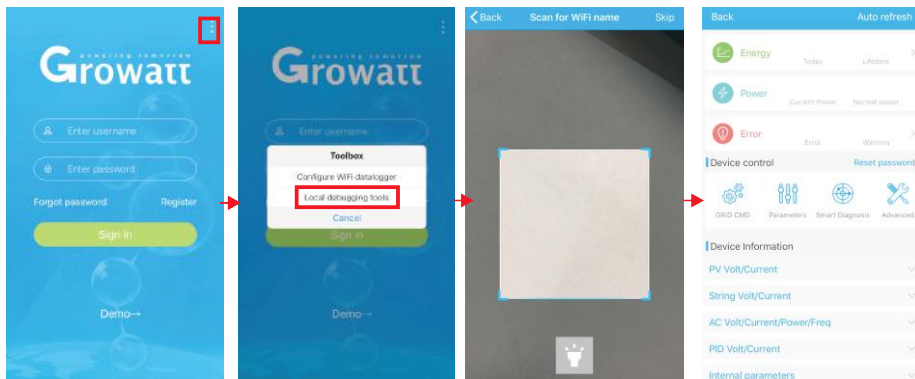 powering tomorrow
Growatt
Enter username
Enter password
Forgot password Register
Sign in
Demo→
powering tomorrow
Growatt
Enter username
Toolbox
Configure WiFi datalogger
Local debugging tools
Cancel
Sign in
Demo→
Back Scan for WiFi name Skip
Back Auto refresh
Energy
Today Lifetime
Power
Current Power Normal power
Error
Error Warning
Device control Reset password
GRID CMD Parameters Smart Diagnosis Advanced
Device Information
PV Volt/Current
String Volt/Current
AC Volt/Current/Power/Freq
PID Volt/Current
Internal parameters